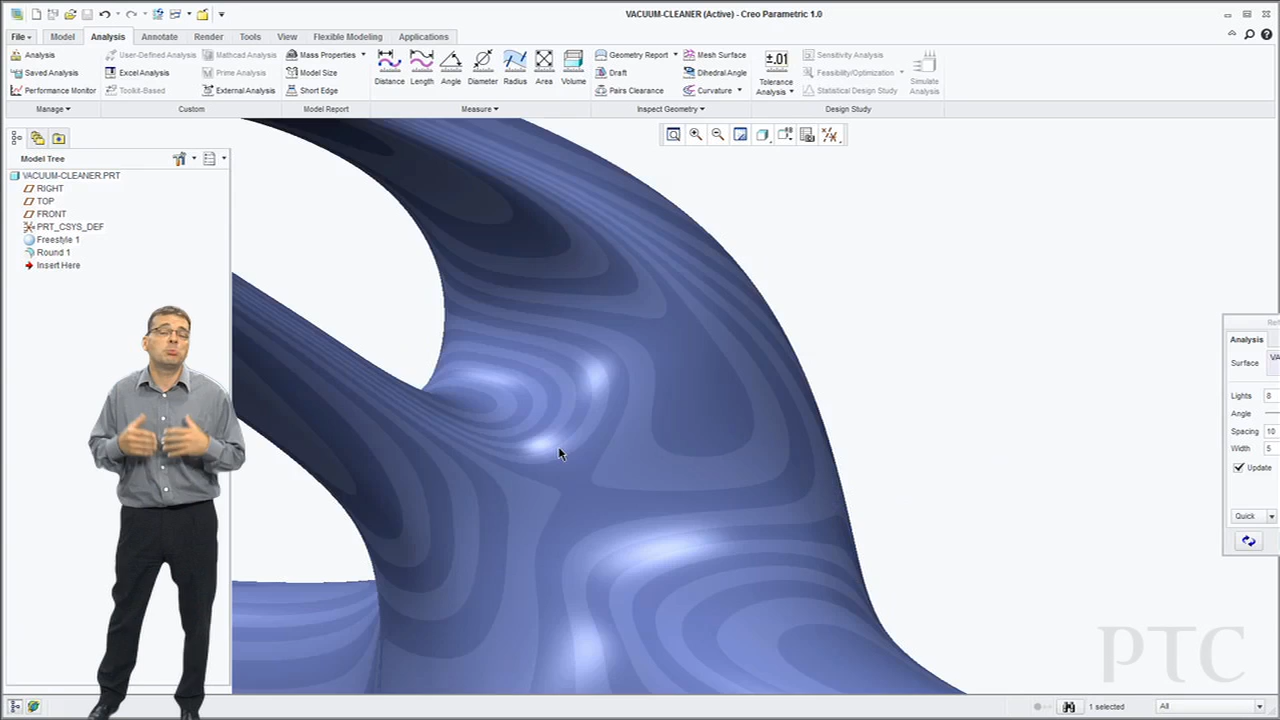 VACUUM-CLEANER (Active) - Creo Parametric 1.0
File Model Analysis Annotate Render Tools View Flexible Modeling Applications
Analysis User-Defined Analysis Mathcad Analysis Mass Properties Geometry Report Mesh Surface Sensitivity Analysis
Saved Analysis Excel Analysis Prime Analysis Model Size Draft Dihedral Angle Feasibility/Optimization
Performance Monitor Toolkit-Based External Analysis Short Edge Pairs Clearance Curvature Statistical Design Study
Distance Length Angle Diameter Radius Area Volume
±.01
Tolerance Analysis
Simulate Analysis
Manage Custom Model Report Measure Inspect Geometry Design Study
Model Tree
VACUUM-CLEANER.PRT
RIGHT
TOP
FRONT
PRT_CSYS_DEF
Freestyle 1
Round 1
Insert Here
Analysis
Surface VA
Lights 8
Angle
Spacing 10
Width 5
Update
Quick
PTC
1 selected All